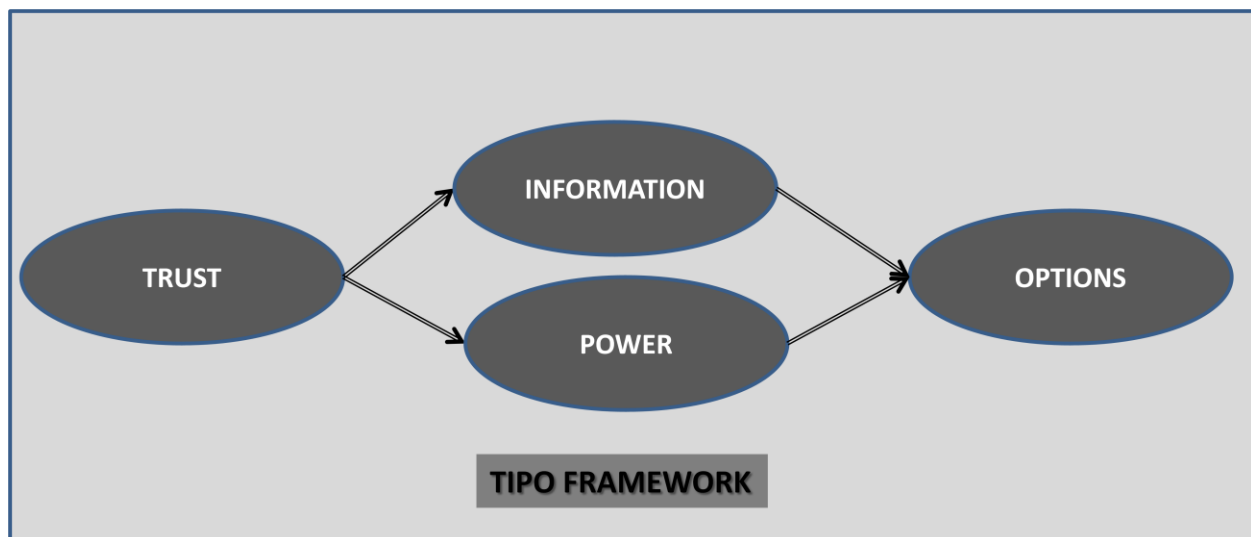 INFORMATION
TRUST
OPTIONS
POWER
TIPO FRAMEWORK